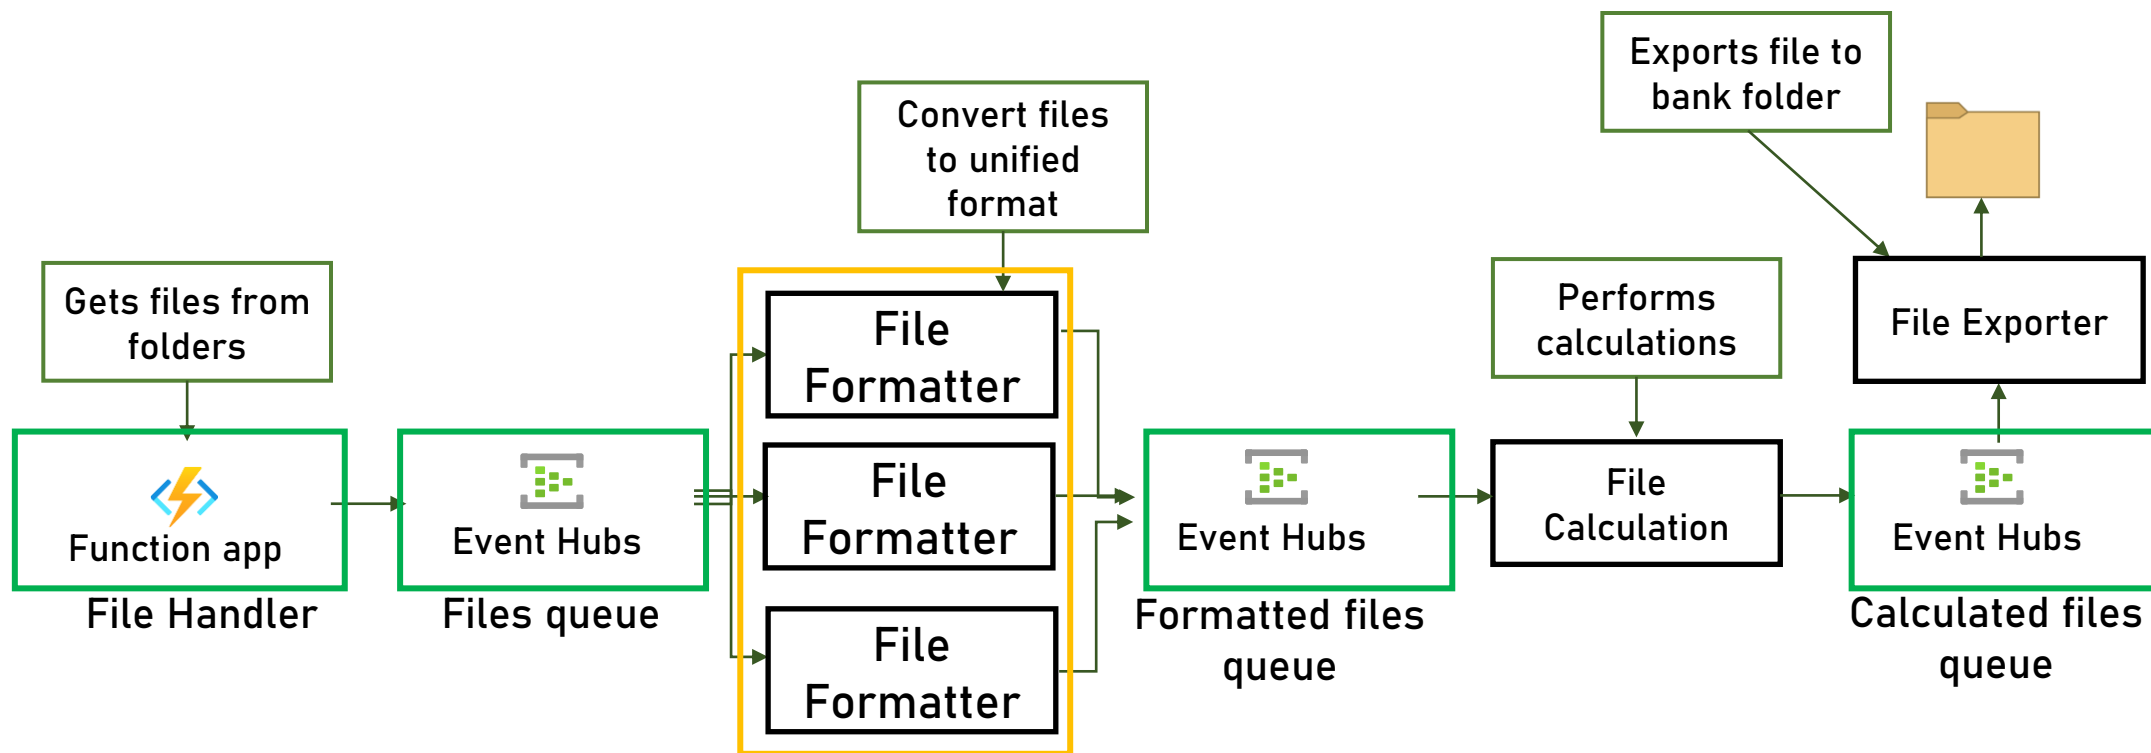 Exports file to
bank folder
Convert files
to unified
format
Gets files from
folders
Performs
calculations
File Exporter
File
Formatter
File
Formatter
File
Formatter
Function app
File Handler
Event Hubs
Files queue
Event Hubs
Formatted files
queue
File
Calculation
Event Hubs
Calculated files
queue